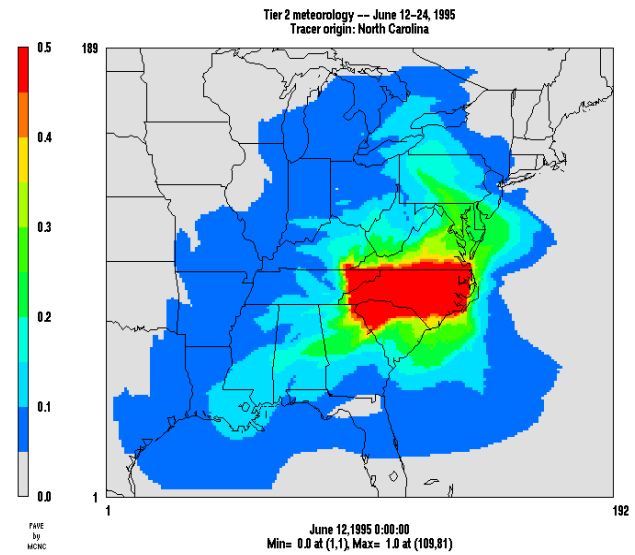 Tier 2 meteorology -- June 12-24, 1995
Tracer origin: North Carolina
189
0.5
0.4
0.3
0.2
0.1
0.0
1
1
192
PAVE
by
MCNC
June 12,1995 0:00:00
Min= 0.0 at (1,1), Max= 1.0 at (109,81)